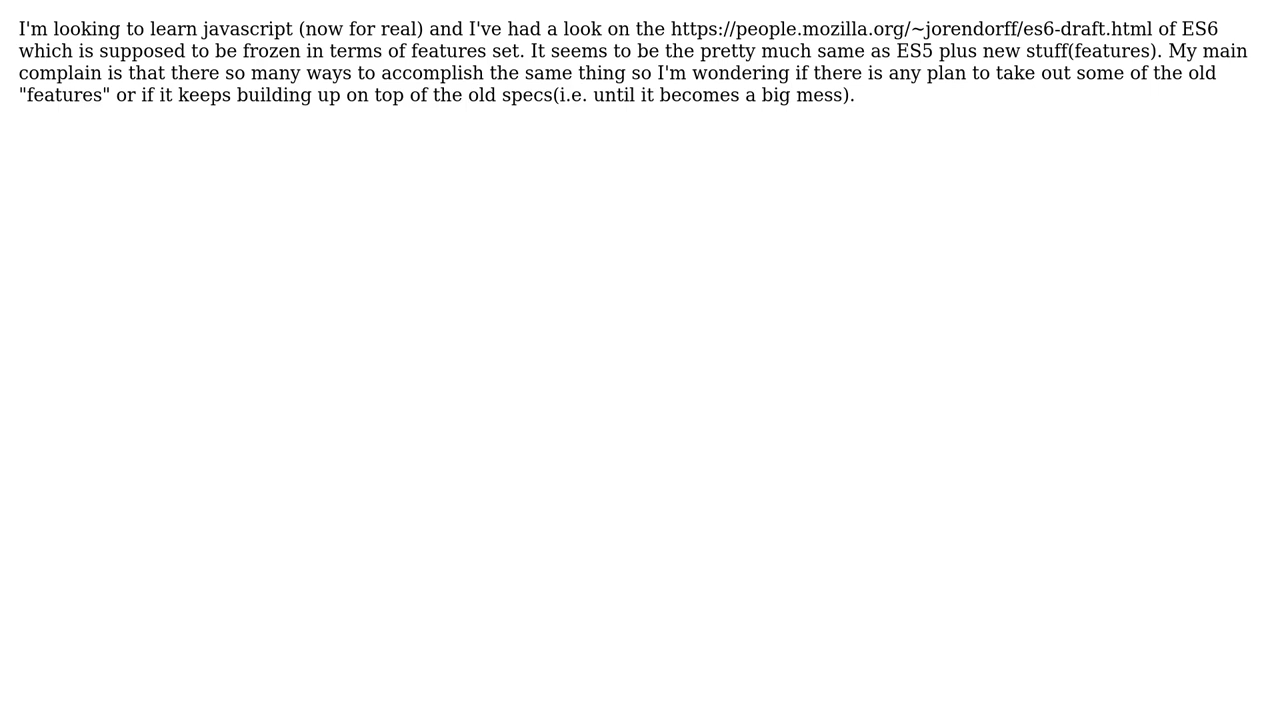 I'm looking to learn javascript (now for real) and I've had a look on the https://people.mozilla.org/~jorendorff/es6-draft.html of ES6
which is supposed to be frozen in terms of features set. It seems to be the pretty much same as ES5 plus new stuff(features). My main
complain is that there so many ways to accomplish the same thing so I'm wondering if there is any plan to take out some of the old
"features" or if it keeps building up on top of the old specs(i.e. until it becomes a big mess).